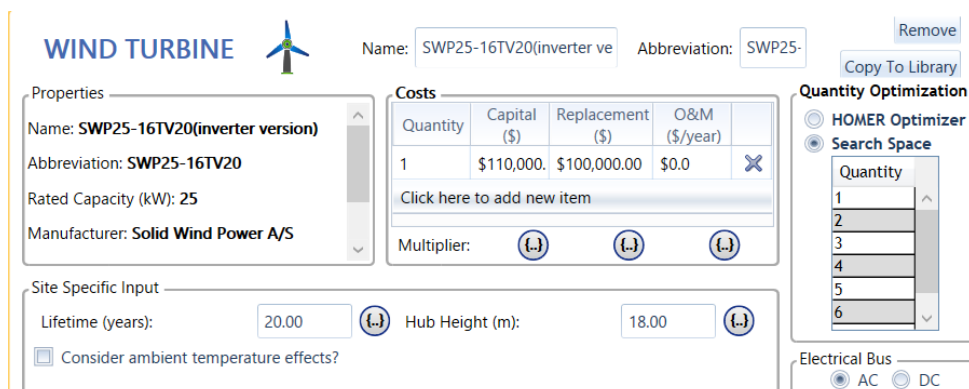 WIND TURBINE
Name: SWP25-16TV20(inverter ve
Abbreviation: SWP25-
Remove
Copy To Library
Properties
Name: SWP25-16TV20(inverter version)
Abbreviation: SWP25-16TV20
Rated Capacity (kW): 25
Manufacturer: Solid Wind Power A/S
Costs
Quantity Capital ($) Replacement ($) O&M ($/year)
1 $110,000. $100,000.00 $0.0
Click here to add new item
Multiplier: {..} {..} {..}
Quantity Optimization
HOMER Optimizer
Search Space
Quantity
1
2
3
4
5
6
Site Specific Input
Lifetime (years): 20.00 {..} Hub Height (m): 18.00 {..}
Consider ambient temperature effects?
Electrical Bus
AC DC